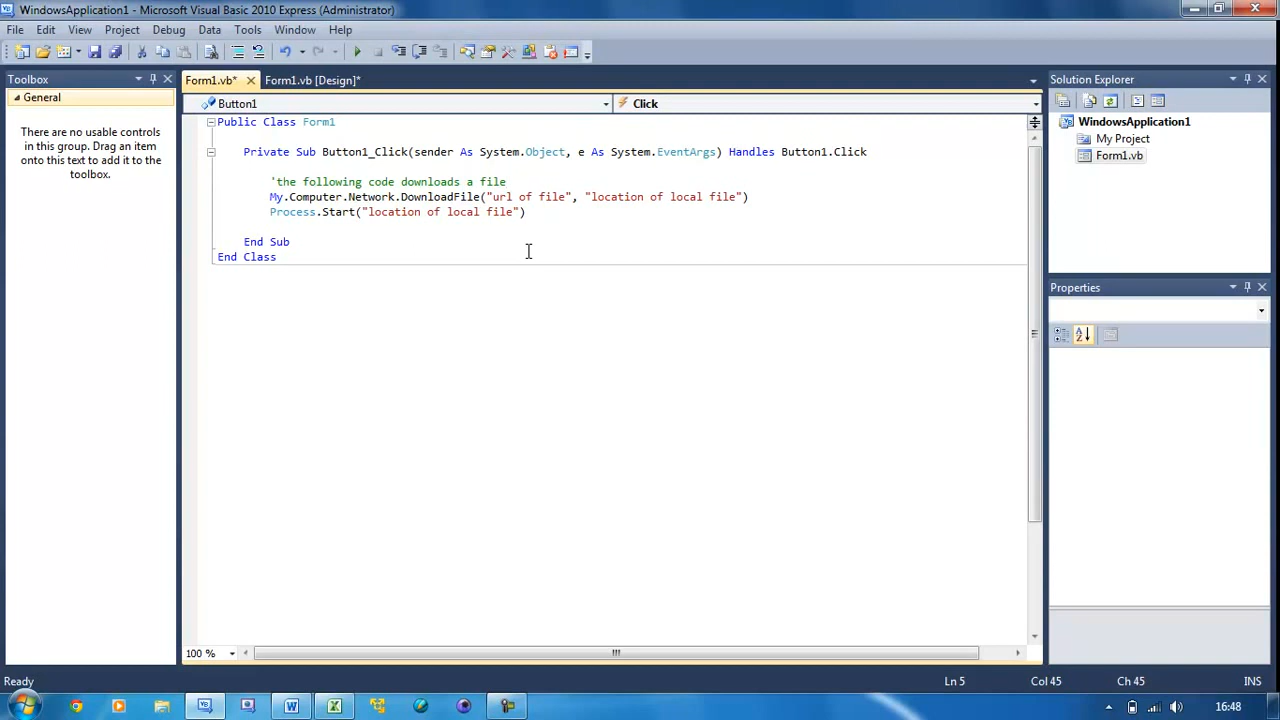 WindowsApplication1 - Microsoft Visual Basic 2010 Express (Administrator)
File Edit View Project Debug Data Tools Window Help
Toolbox
General
There are no usable controls
in this group. Drag an item
onto this text to add it to the
toolbox.
Form1.vb* Form1.vb [Design]*
Button1 Click
Public Class Form1
Private Sub Button1_Click(sender As System.Object, e As System.EventArgs) Handles Button1.Click
'the following code downloads a file
My.Computer.Network.DownloadFile("url of file", "location of local file")
Process.Start("location of local file")
End Sub
End Class
100 %
Solution Explorer
WindowsApplication1
My Project
Form1.vb
Properties
Ready Ln 5 Col 45 Ch 45 INS
16:48